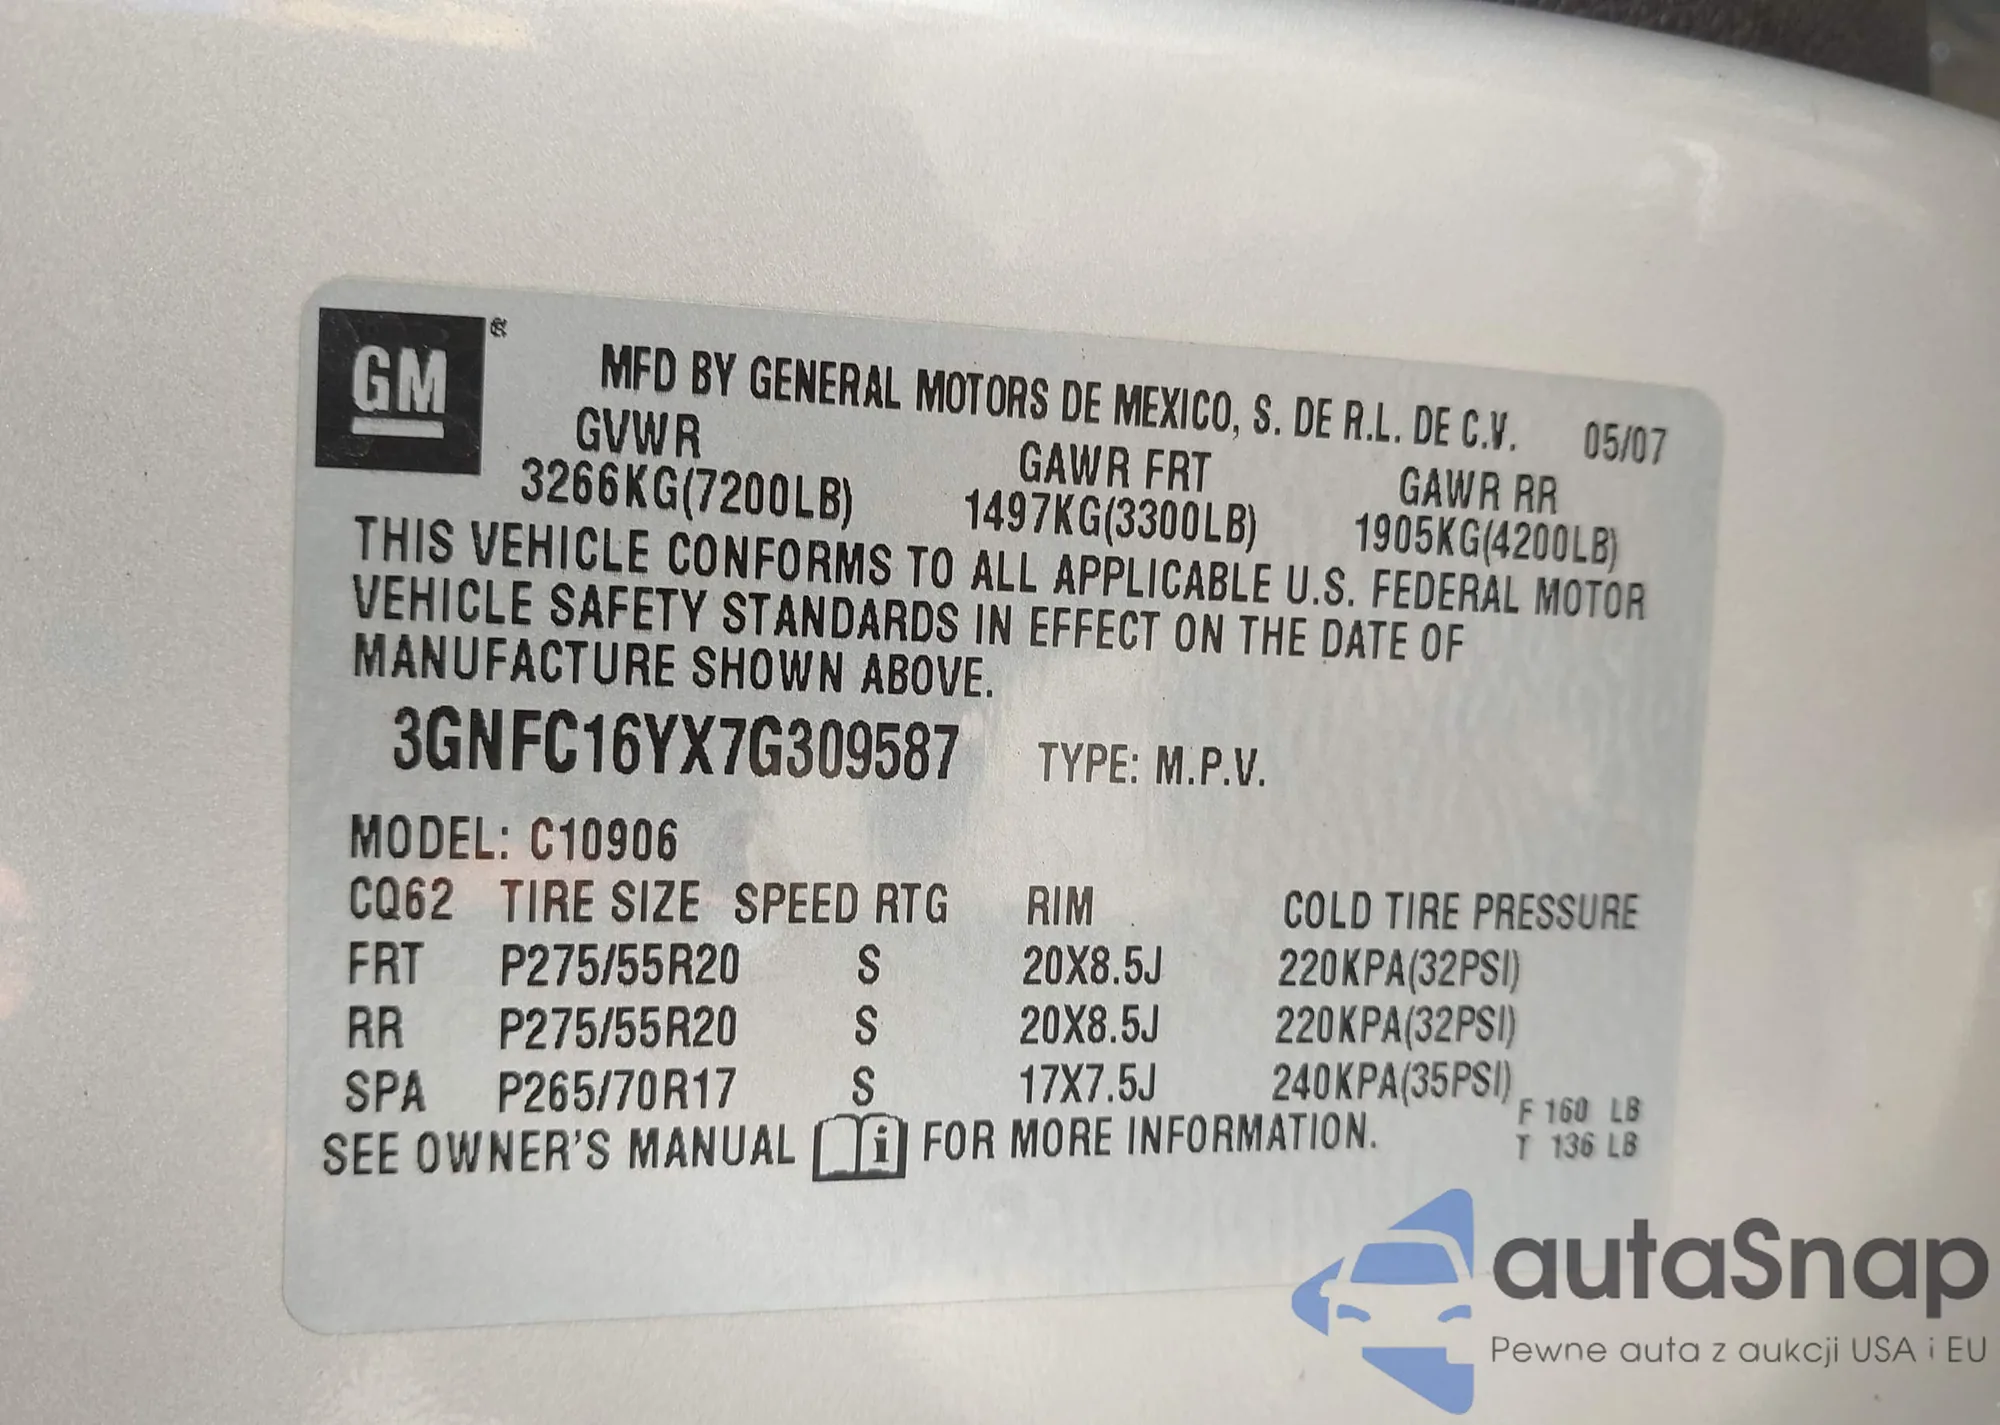 GM®
MFD BY GENERAL MOTORS DE MEXICO, S. DE R.L. DE C.V. 05/07
GVWR GAWR FRT GAWR RR
3266KG(7200LB) 1497KG(3300LB) 1905KG(4200LB)
THIS VEHICLE CONFORMS TO ALL APPLICABLE U.S. FEDERAL MOTOR
VEHICLE SAFETY STANDARDS IN EFFECT ON THE DATE OF
MANUFACTURE SHOWN ABOVE.
3GNFC16YX7G309587 TYPE: M.P.V.
MODEL: C10906
CQ62 TIRE SIZE SPEED RTG RIM COLD TIRE PRESSURE
FRT P275/55R20 S 20X8.5J 220KPA(32PSI)
RR P275/55R20 S 20X8.5J 220KPA(32PSI)
SPA P265/70R17 S 17X7.5J 240KPA(35PSI)
F 160 LB
SEE OWNER'S MANUAL i FOR MORE INFORMATION. T 136 LB
autaSnap
Pewne auta z aukcji USA i EU